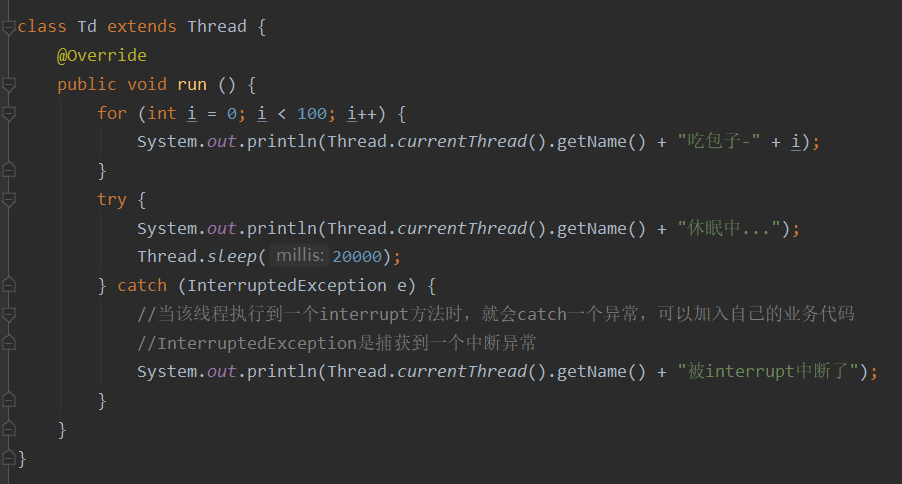 class Td extends Thread {
    @Override
    public void run () {
        for (int i = 0; i < 100; i++) {
            System.out.println(Thread.currentThread().getName() + "吃包子-" + i);
        }
        try {
            System.out.println(Thread.currentThread().getName() + "休眠中...");
            Thread.sleep( millis: 20000);
        } catch (InterruptedException e) {
            //当该线程执行到一个interrupt方法时，就会catch一个异常，可以加入自己的业务代码
            //InterruptedException是捕获到一个中断异常
            System.out.println(Thread.currentThread().getName() + "被interrupt中断了");
        }
    }
}